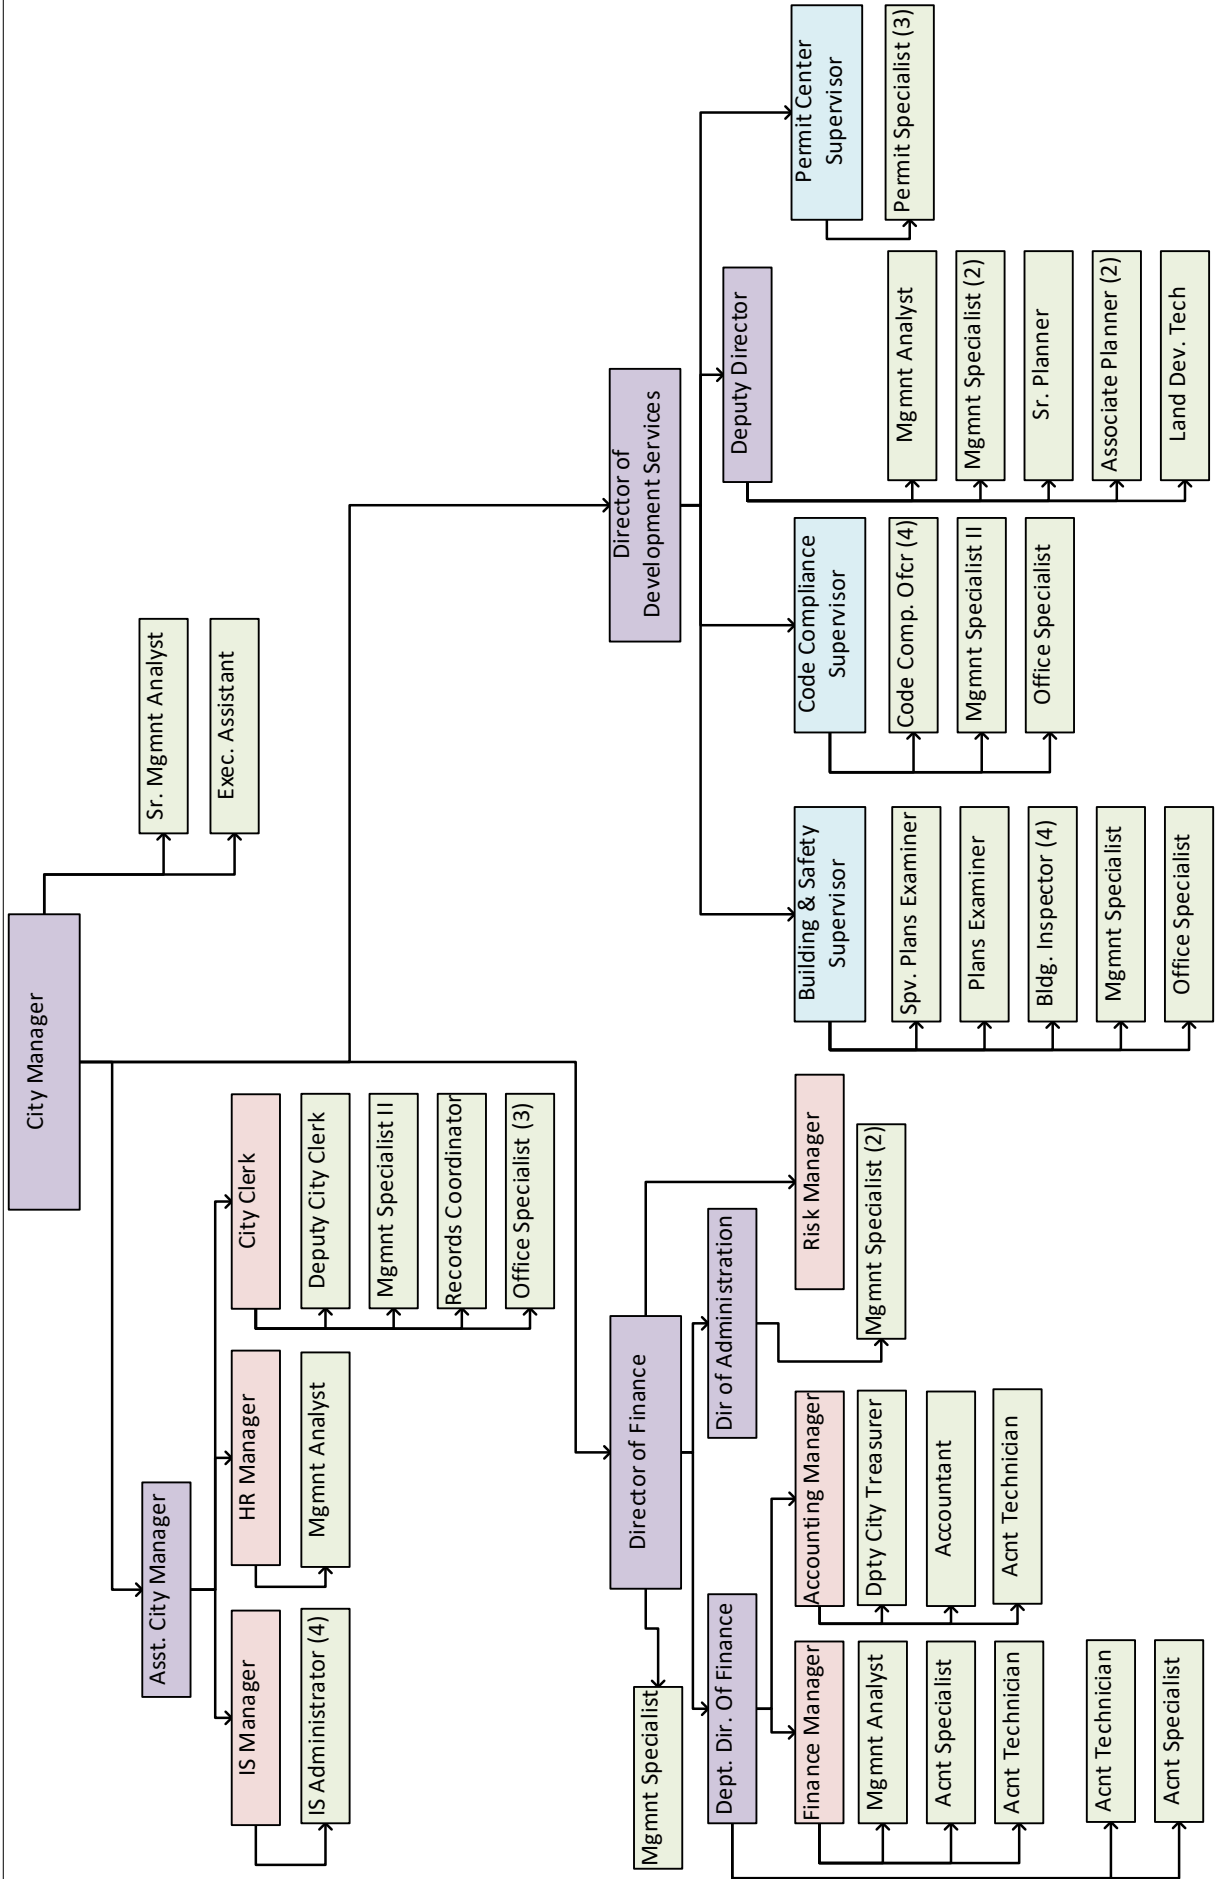 City Manager
Sr. Mgmnt Analyst
Exec. Assistant
Asst. City Manager
IS Manager
IS Administrator (4)
HR Manager
Mgmnt Analyst
City Clerk
Deputy City Clerk
Mgmnt Specialist II
Records Coordinator
Office Specialist (3)
Director of Finance
Mgmnt Specialist
Dept. Dir. Of Finance
Finance Manager
Mgmnt Analyst
Acnt Specialist
Acnt Technician
Acnt Technician
Acnt Specialist
Accounting Manager
Dpty City Treasurer
Accountant
Acnt Technician
Dir of Administration
Mgmnt Specialist (2)
Risk Manager
Director of
Development Services
Building & Safety
Supervisor
Spv. Plans Examiner
Plans Examiner
Bldg. Inspector (4)
Mgmnt Specialist
Office Specialist
Code Compliance
Supervisor
Code Comp. Ofcr (4)
Mgmnt Specialist II
Office Specialist
Deputy Director
Mgmnt Analyst
Mgmnt Specialist (2)
Sr. Planner
Associate Planner (2)
Land Dev. Tech
Permit Center
Supervisor
Permit Specialist (3)